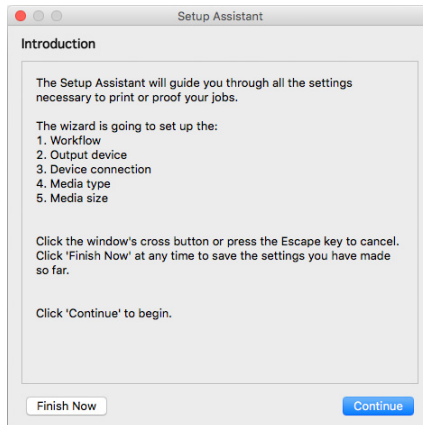 Setup Assistant
Introduction
The Setup Assistant will guide you through all the settings
necessary to print or proof your jobs.
The wizard is going to set up the:
1. Workflow
2. Output device
3. Device connection
4. Media type
5. Media size
Click the window's cross button or press the Escape key to cancel.
Click 'Finish Now' at any time to save the settings you have made
so far.
Click 'Continue' to begin.
Finish Now
Continue